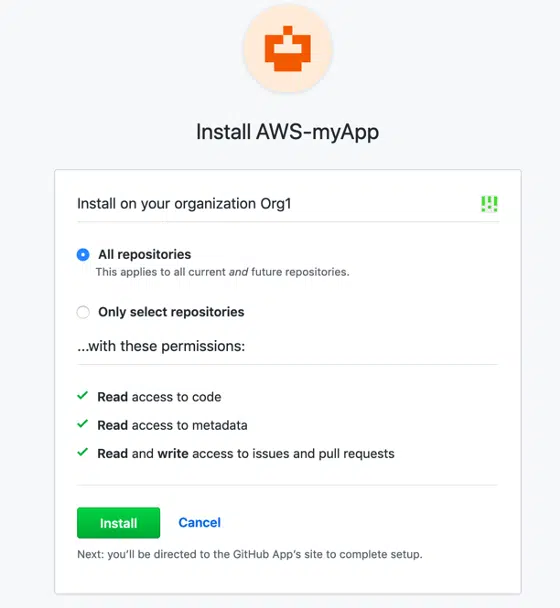 Install AWS-myApp
Install on your organization Org1
All repositories
This applies to all current and future repositories.
Only select repositories
...with these permissions:
Read access to code
Read access to metadata
Read and write access to issues and pull requests
Install Cancel
Next: you'll be directed to the GitHub App's site to complete setup.